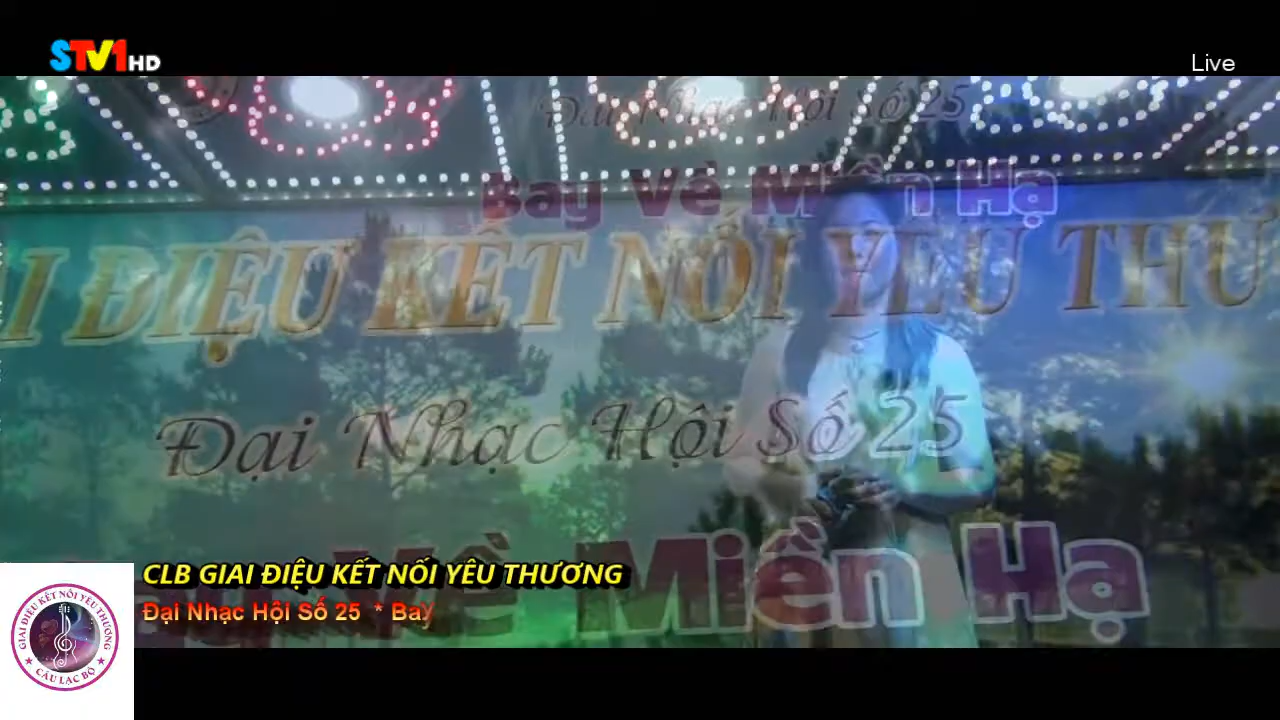 STV1HD
Live
Đại Nhạc Hội Số 25
Bay Về Miền Hạ
I ĐIỆU KẾT NỐI YÊU THƯ
Đại Nhạc Hội Số 25
Về Miền Hạ
CLB GIAI ĐIỆU KẾT NỐI YÊU THƯƠNG
Đại Nhạc Hội Số 25 * Bay
GIAI ĐIỆU KẾT NỐI YÊU THƯƠNG
CÂU LẠC BỘ